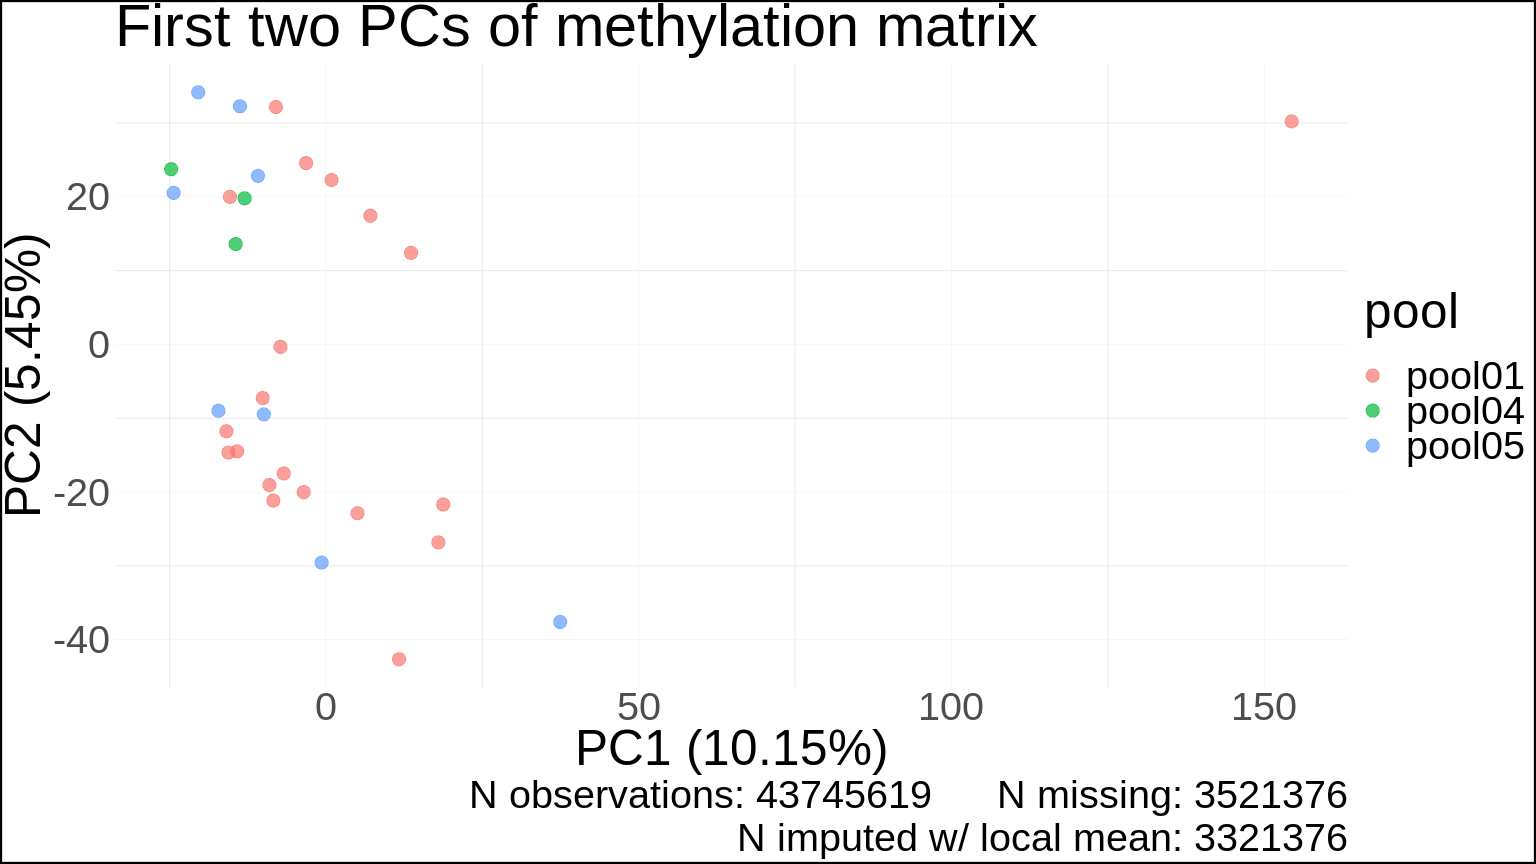 First two PCs of methylation matrix
20
0
-20
-40
PC2 (5.45%)
0 50 100 150
PC1 (10.15%)
pool
pool01
pool04
pool05
N observations: 43745619 N missing: 3521376
N imputed w/ local mean: 3321376